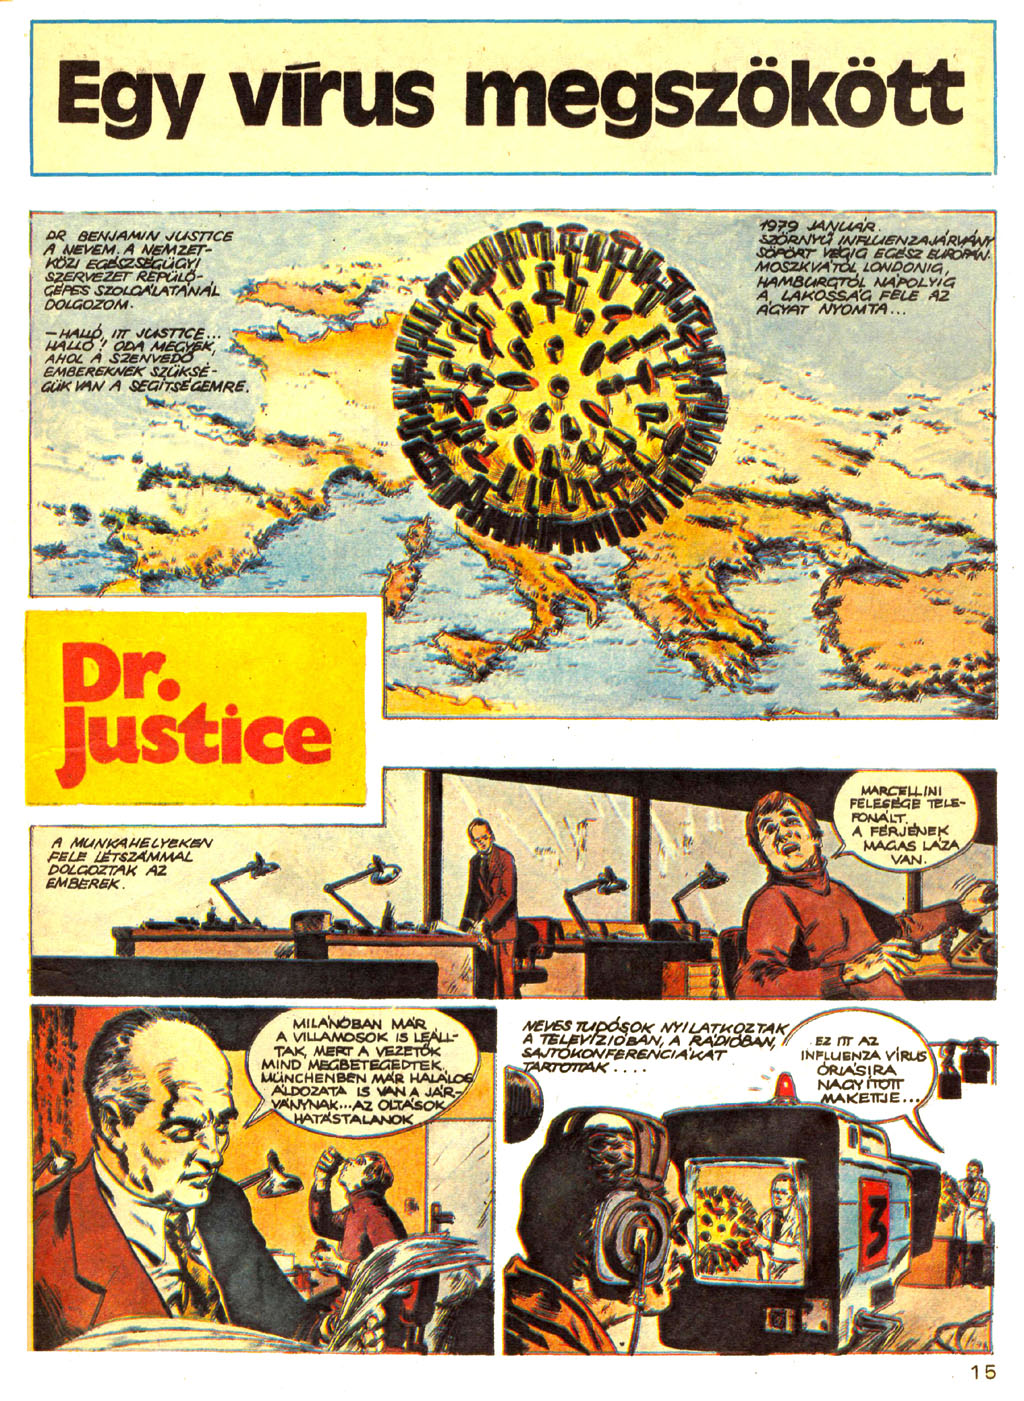 Egy vírus megszökött
DR BENJAMIN JUSTICE
A NEVEM. A NEMZET-
KÖZI EGÉSZSÉGÜGYI
SZERVEZET REPÜLŐ-
GÉPES SZOLGÁLATÁNÁL
DOLGOZOM.
– HALLÓ, ITT JUSTICE...
HALLÓ! ODA MEGYEK,
AHOL A SZENVEDŐ
EMBEREKNEK SZÜKSÉ-
GÜK VAN A SEGÍTSÉGEMRE.
1979 JANUÁR.
SZÖRNYŰ INFLUENZAJÁRVÁNY
SÖPÖRT VÉGIG EGÉSZ EURÓPÁN.
MOSZKVÁTÓL LONDONIG,
HAMBURGTÓL NÁPOLYIG
A LAKOSSÁG FELE AZ
ÁGYAT NYOMTA...
Dr.
Justice
A MUNKAHELYEKEN
FELE LÉTSZÁMMAL
DOLGOZTAK AZ
EMBEREK.
MARCELLINI
FELESÉGE TELE-
FONÁLT.
A FÉRJÉNEK
MAGAS LÁZA
VAN.
MILÁNÓBAN MÁR
A VILLAMOSOK IS LEÁLL-
TAK, MERT A VEZETŐK
MIND MEGBETEGEDTEK.
MÜNCHENBEN MÁR HALÁLOS
ÁLDOZATA IS VAN A JÁR-
VÁNYNAK... AZ OLTÁSOK
HATÁSTALANOK
NEVES TUDÓSOK NYILATKOZTAK
A TELEVÍZIÓBAN, A RÁDIÓBAN,
SAJTÓKONFERENCIÁKAT
TARTOTTAK....
EZ ITT AZ
INFLUENZA VÍRUS
ÓRIÁSIRA
NAGYÍTOTT
MAKETTJE...
3
15